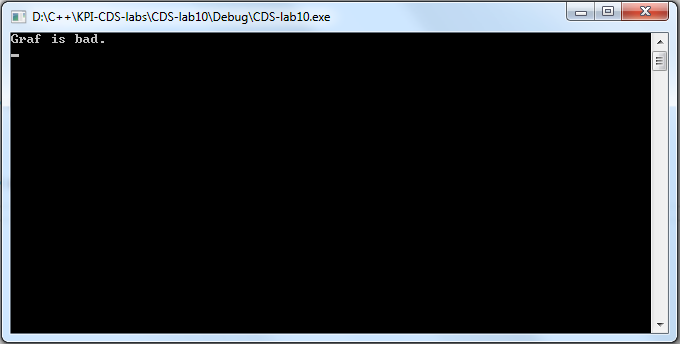 D:\C++\KPI-CDS-labs\CDS-lab10\Debug\CDS-lab10.exe
Graf is bad.